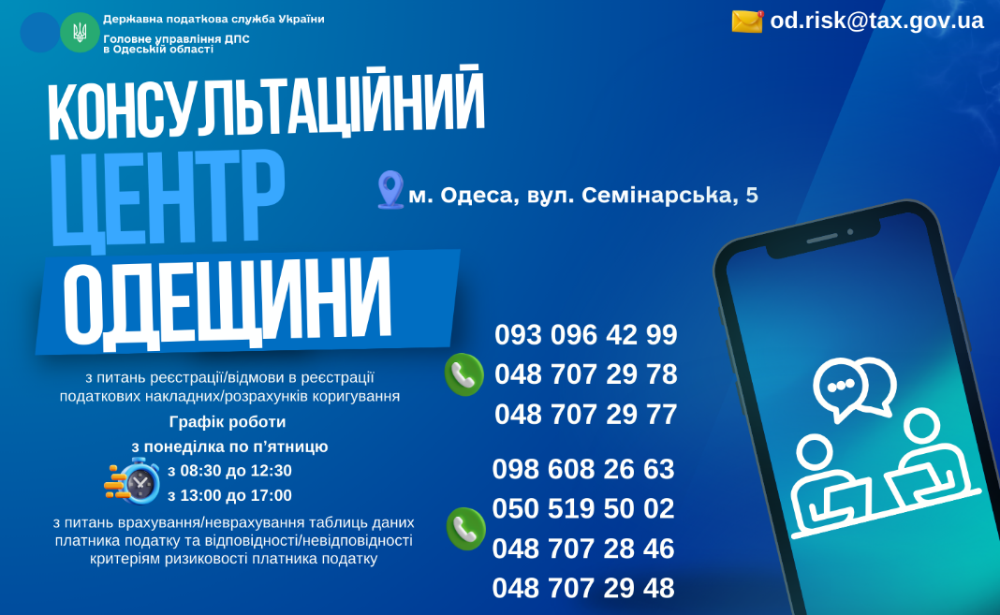 Державна податкова служба України
Головне управління ДПС
в Одеській області
od.risk@tax.gov.ua
КОНСУЛЬТАЦІЙНИЙ
ЦЕНТР
ОДЕЩИНИ
м. Одеса, вул. Семінарська, 5
з питань реєстрації/відмови в реєстрації
податкових накладних/розрахунків коригування
Графік роботи
з понеділка по п’ятницю
з 08:30 до 12:30
з 13:00 до 17:00
з питань врахування/неврахування таблиць даних
платника податку та відповідності/невідповідності
критеріям ризиковості платника податку
093 096 42 99
048 707 29 78
048 707 29 77
098 608 26 63
050 519 50 02
048 707 28 46
048 707 29 48